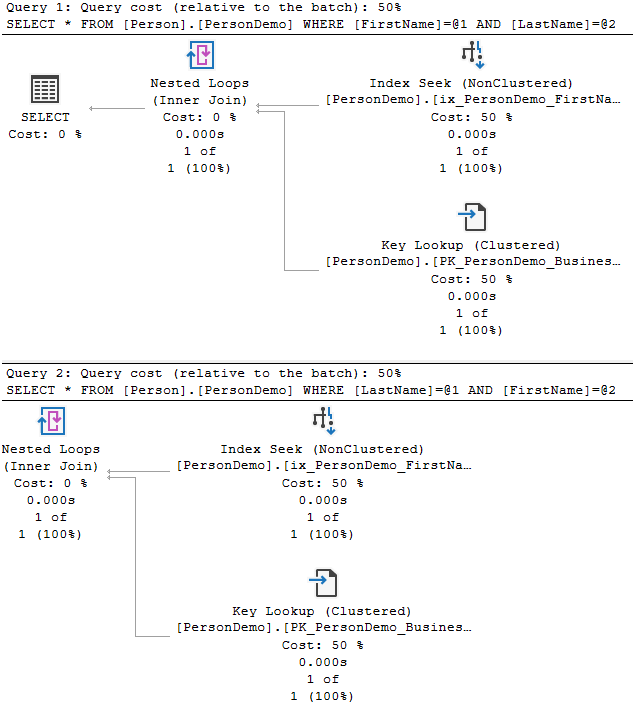 Query 1: Query cost (relative to the batch): 50%
SELECT * FROM [Person].[PersonDemo] WHERE [FirstName]=@1 AND [LastName]=@2
SELECT
Cost: 0 %
Nested Loops
(Inner Join)
Cost: 0 %
0.000s
1 of
1 (100%)
Index Seek (NonClustered)
[PersonDemo].[ix_PersonDemo_FirstNa…
Cost: 50 %
0.000s
1 of
1 (100%)
Key Lookup (Clustered)
[PersonDemo].[PK_PersonDemo_Busines…
Cost: 50 %
0.000s
1 of
1 (100%)
Query 2: Query cost (relative to the batch): 50%
SELECT * FROM [Person].[PersonDemo] WHERE [LastName]=@1 AND [FirstName]=@2
Nested Loops
(Inner Join)
Cost: 0 %
0.000s
1 of
1 (100%)
Index Seek (NonClustered)
[PersonDemo].[ix_PersonDemo_FirstNa…
Cost: 50 %
0.000s
1 of
1 (100%)
Key Lookup (Clustered)
[PersonDemo].[PK_PersonDemo_Busines…
Cost: 50 %
0.000s
1 of
1 (100%)